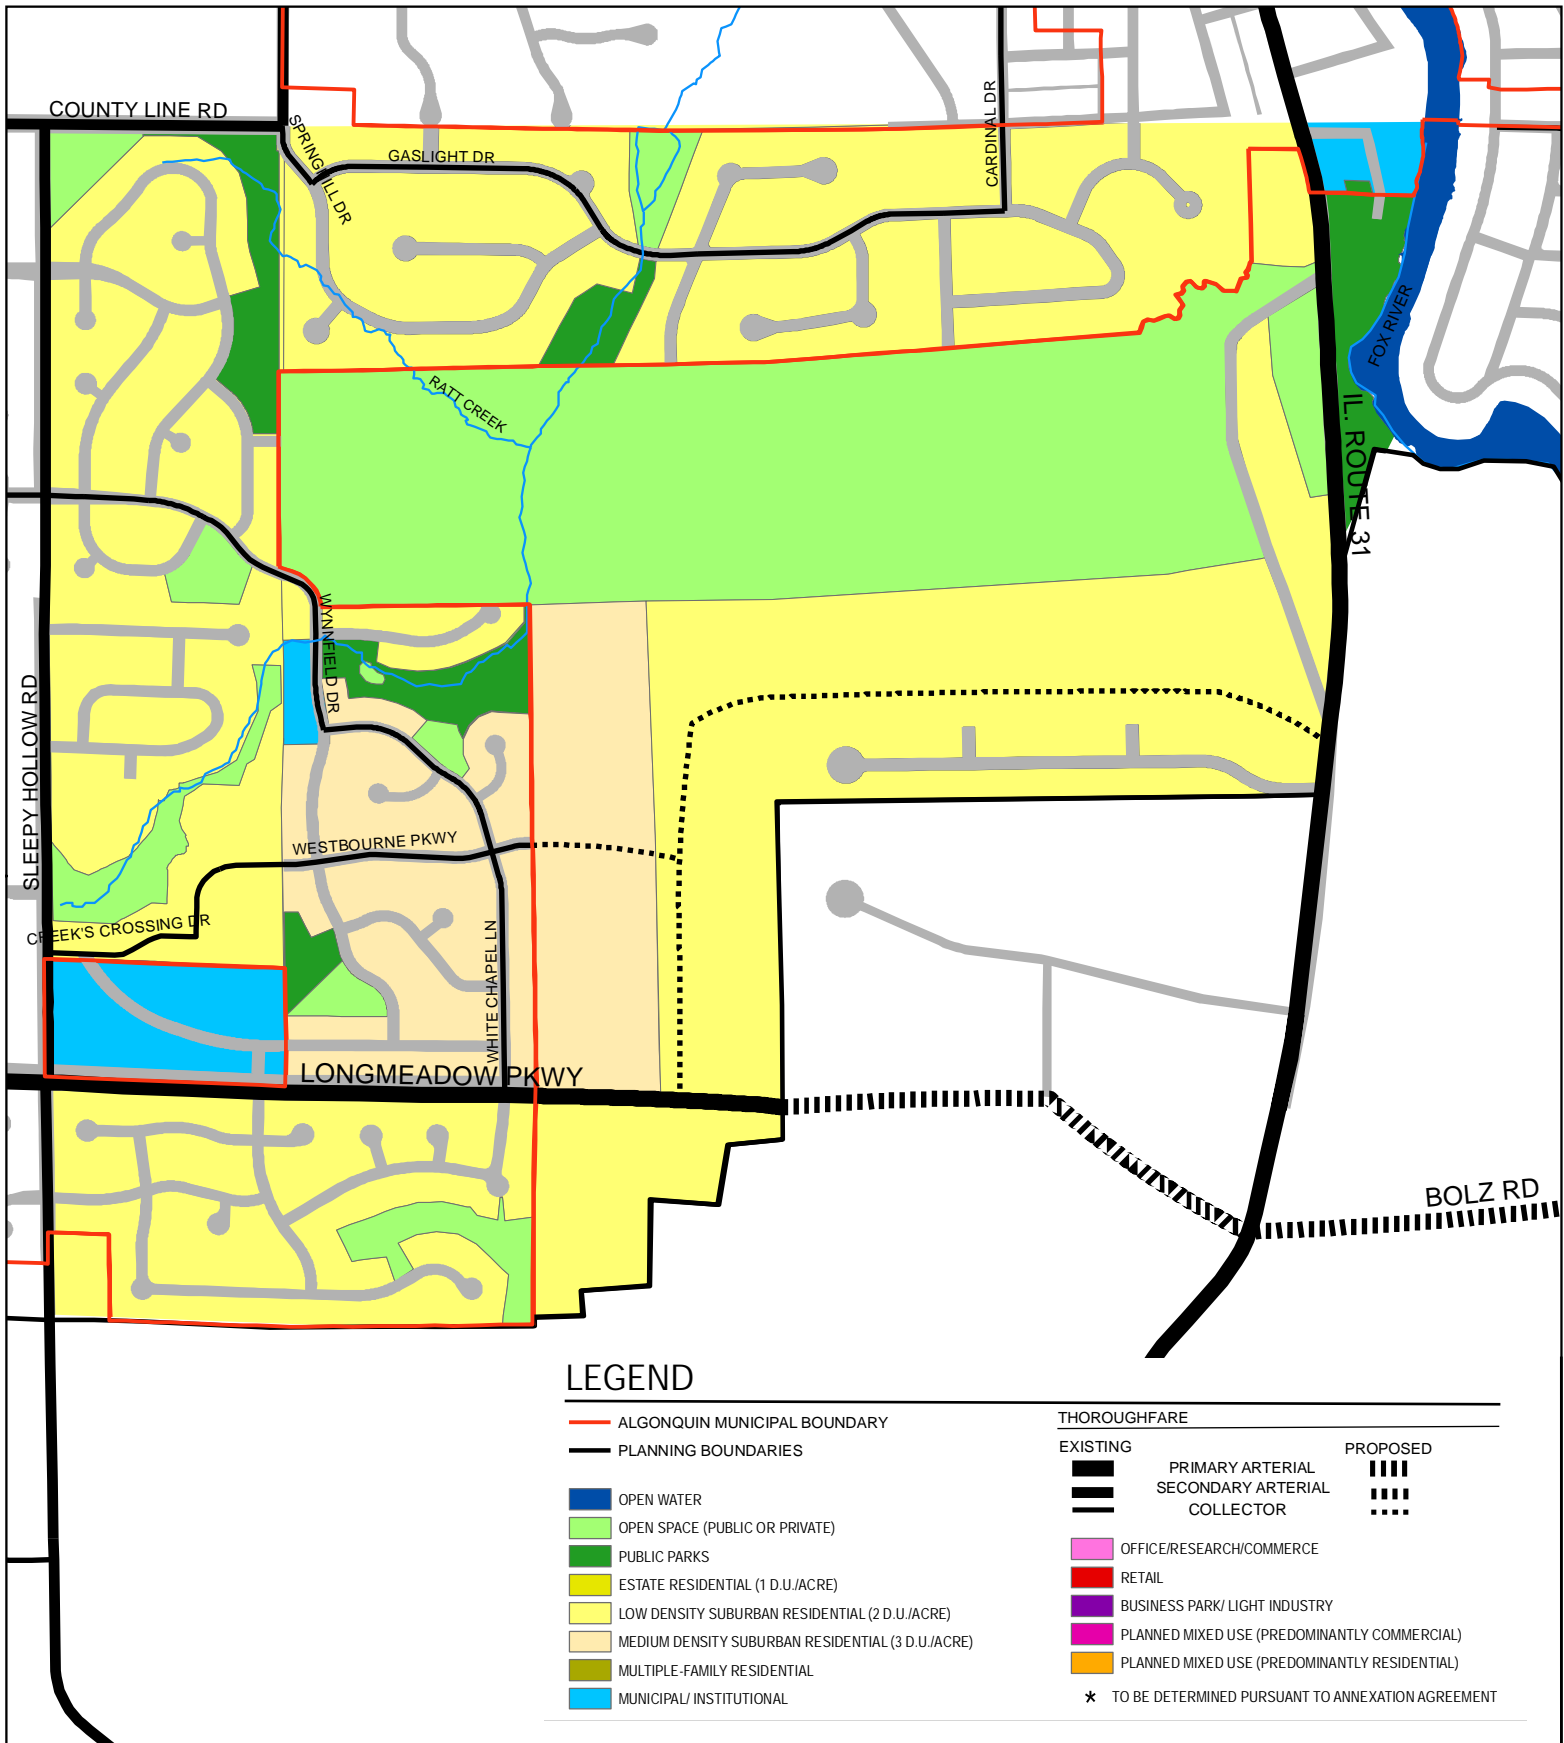 COUNTY LINE RD
SPRINGHILL DR
GASLIGHT DR
CARDINAL DR
FOX RIVER
RATT CREEK
IL. ROUTE 31
WYNNFIELD DR
SLEEPY HOLLOW RD
WESTBOURNE PKWY
CREEK'S CROSSING DR
WHITE CHAPEL LN
LONGMEADOW PKWY
BOLZ RD
LEGEND
ALGONQUIN MUNICIPAL BOUNDARY
PLANNING BOUNDARIES
OPEN WATER
OPEN SPACE (PUBLIC OR PRIVATE)
PUBLIC PARKS
ESTATE RESIDENTIAL (1 D.U./ACRE)
LOW DENSITY SUBURBAN RESIDENTIAL (2 D.U./ACRE)
MEDIUM DENSITY SUBURBAN RESIDENTIAL (3 D.U./ACRE)
MULTIPLE-FAMILY RESIDENTIAL
MUNICIPAL/ INSTITUTIONAL
THOROUGHFARE
EXISTING PROPOSED
PRIMARY ARTERIAL
SECONDARY ARTERIAL
COLLECTOR
OFFICE/RESEARCH/COMMERCE
RETAIL
BUSINESS PARK/ LIGHT INDUSTRY
PLANNED MIXED USE (PREDOMINANTLY COMMERCIAL)
PLANNED MIXED USE (PREDOMINANTLY RESIDENTIAL)
* TO BE DETERMINED PURSUANT TO ANNEXATION AGREEMENT